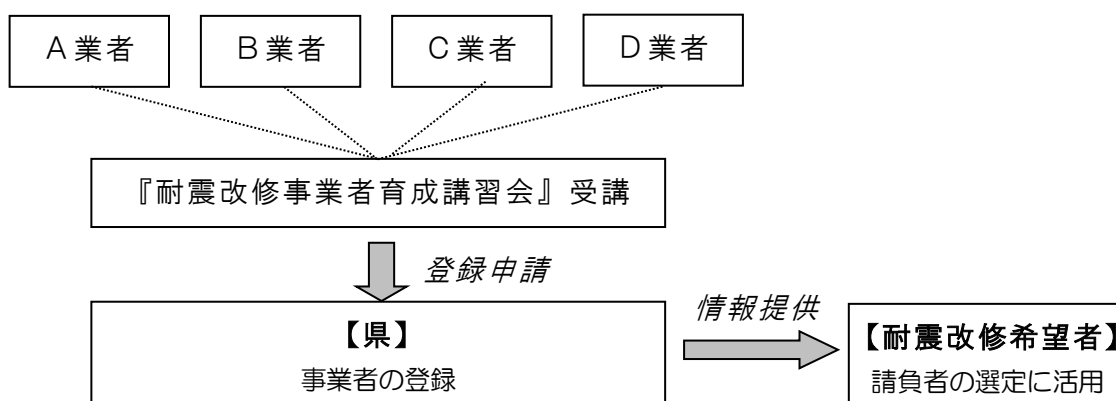 A業者
B業者
C業者
D業者
『耐震改修事業者育成講習会』受講
登録申請
情報提供
【県】
事業者の登録
【耐震改修希望者】
請負者の選定に活用